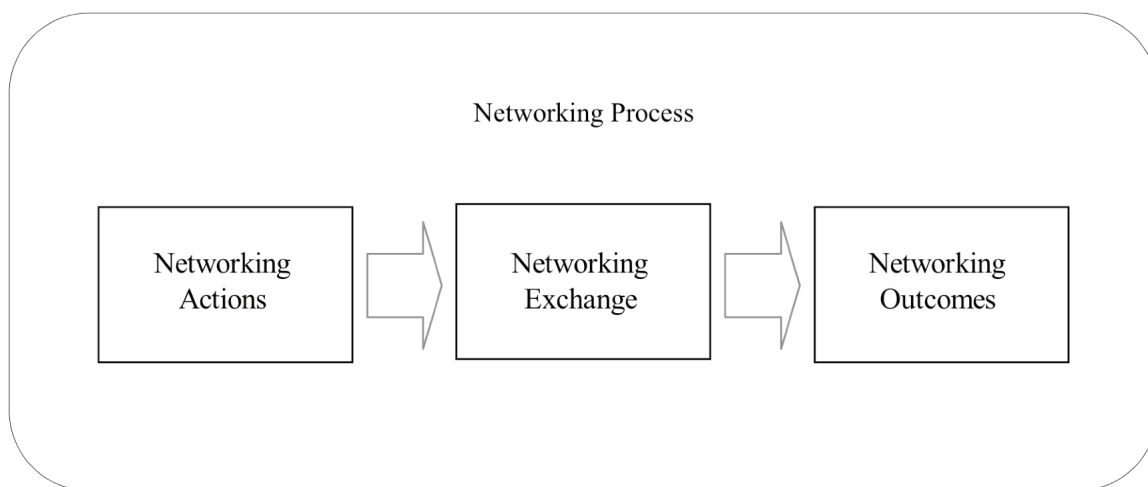 Networking Process
Networking
Actions
Networking
Exchange
Networking
Outcomes